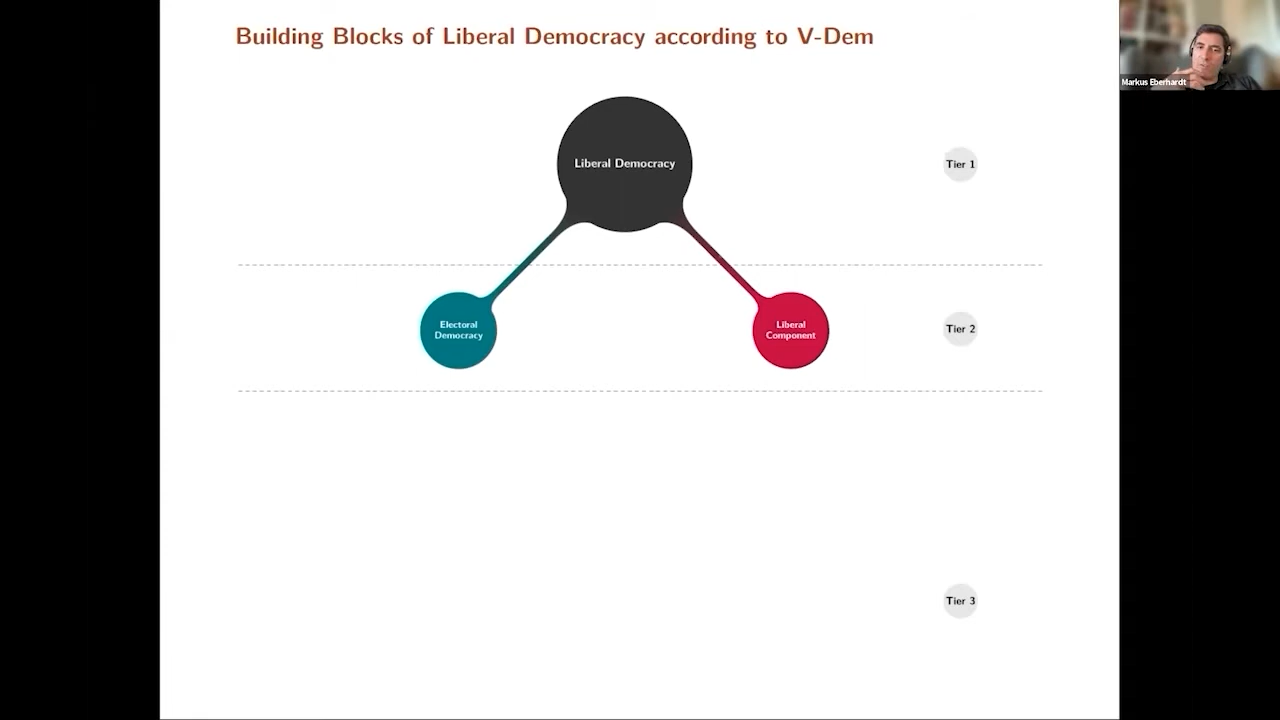 Building Blocks of Liberal Democracy according to V-Dem
Markus Eberhardt
Liberal Democracy
Tier 1
Electoral
Democracy
Liberal
Component
Tier 2
Tier 3